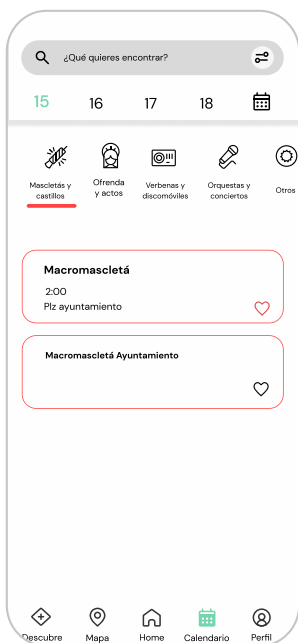 ¿Qué quieres encontrar?
15 16 17 18
Mascletás y
castillos
Ofrenda
y actos
Verbenas y
discomóviles
Orquestas y
conciertos
Otros
Macromascletá
2:00
Plz ayuntamiento
Macromascletá Ayuntamiento
Descubre Mapa Home Calendario Perfil